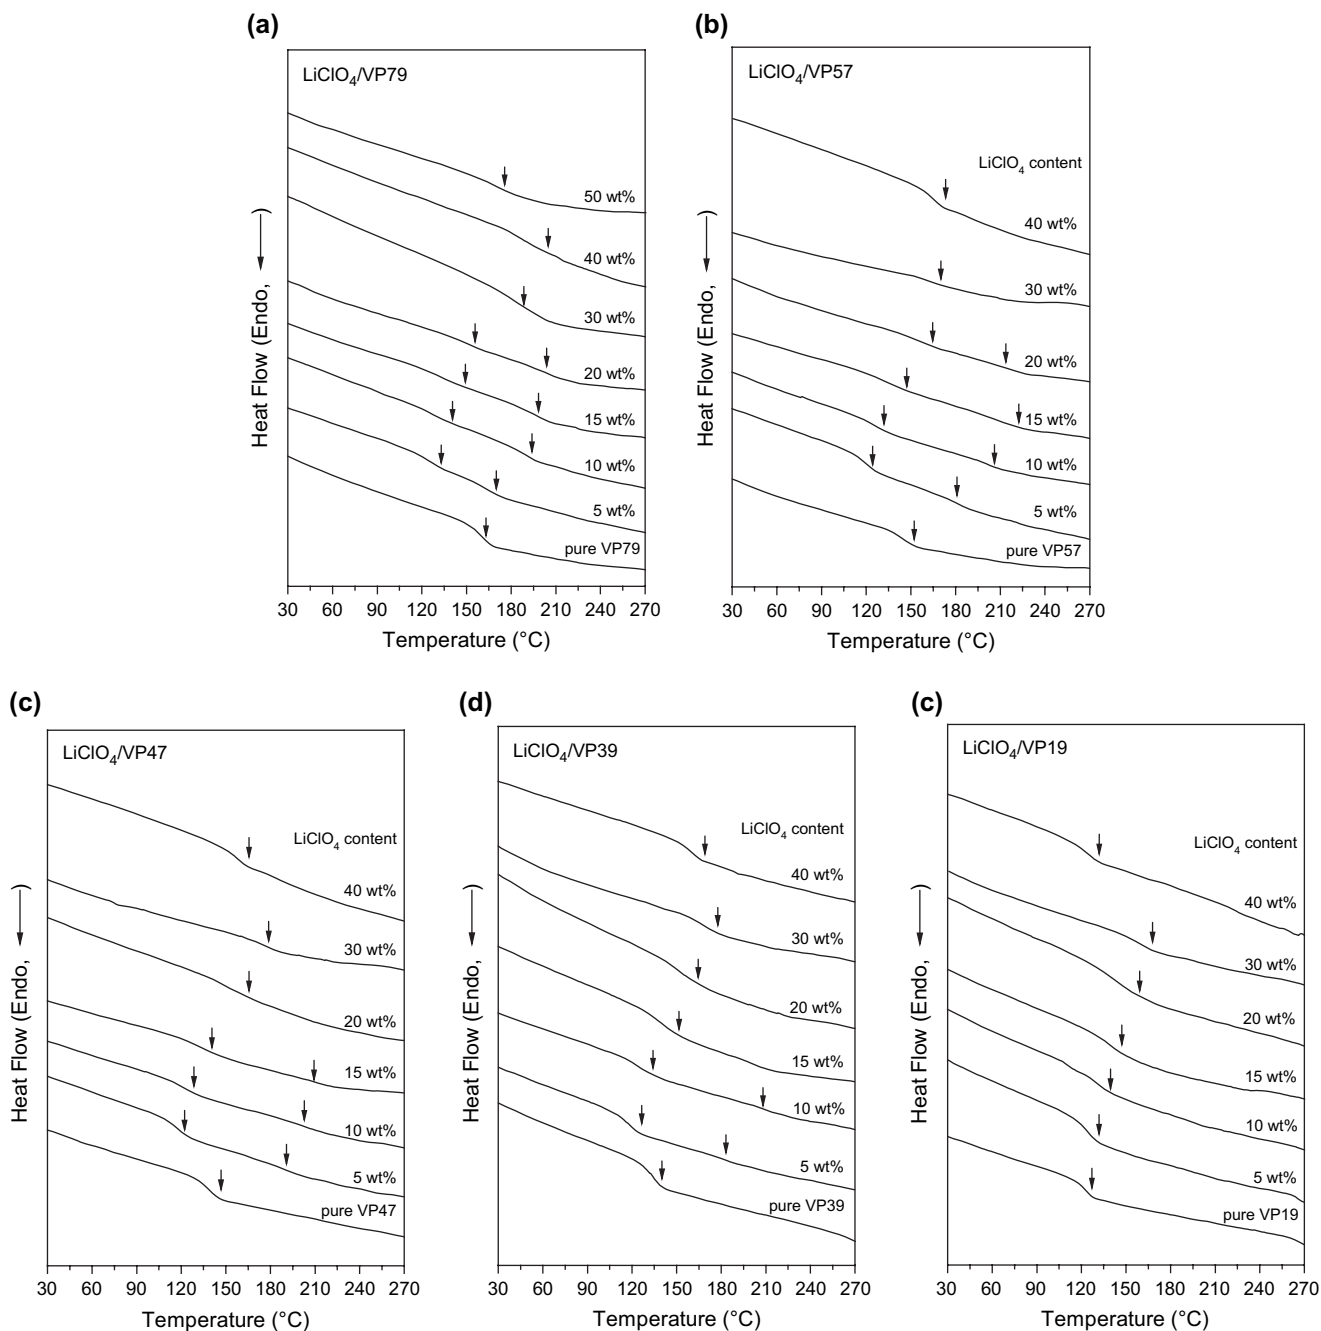 (a)
LiClO4/VP79
50 wt%
40 wt%
30 wt%
20 wt%
15 wt%
10 wt%
5 wt%
pure VP79
Heat Flow (Endo, )
30 60 90 120 150 180 210 240 270
Temperature (°C)
(b)
LiClO4/VP57
LiClO4 content
40 wt%
30 wt%
20 wt%
15 wt%
10 wt%
5 wt%
pure VP57
Heat Flow (Endo, )
30 60 90 120 150 180 210 240 270
Temperature (°C)
(c)
LiClO4/VP47
LiClO4 content
40 wt%
30 wt%
20 wt%
15 wt%
10 wt%
5 wt%
pure VP47
Heat Flow (Endo, )
30 60 90 120 150 180 210 240 270
Temperature (°C)
(d)
LiClO4/VP39
LiClO4 content
40 wt%
30 wt%
20 wt%
15 wt%
10 wt%
5 wt%
pure VP39
Heat Flow (Endo, )
30 60 90 120 150 180 210 240 270
Temperature (°C)
(c)
LiClO4/VP19
LiClO4 content
40 wt%
30 wt%
20 wt%
15 wt%
10 wt%
5 wt%
pure VP19
Heat Flow (Endo, )
30 60 90 120 150 180 210 240 270
Temperature (°C)